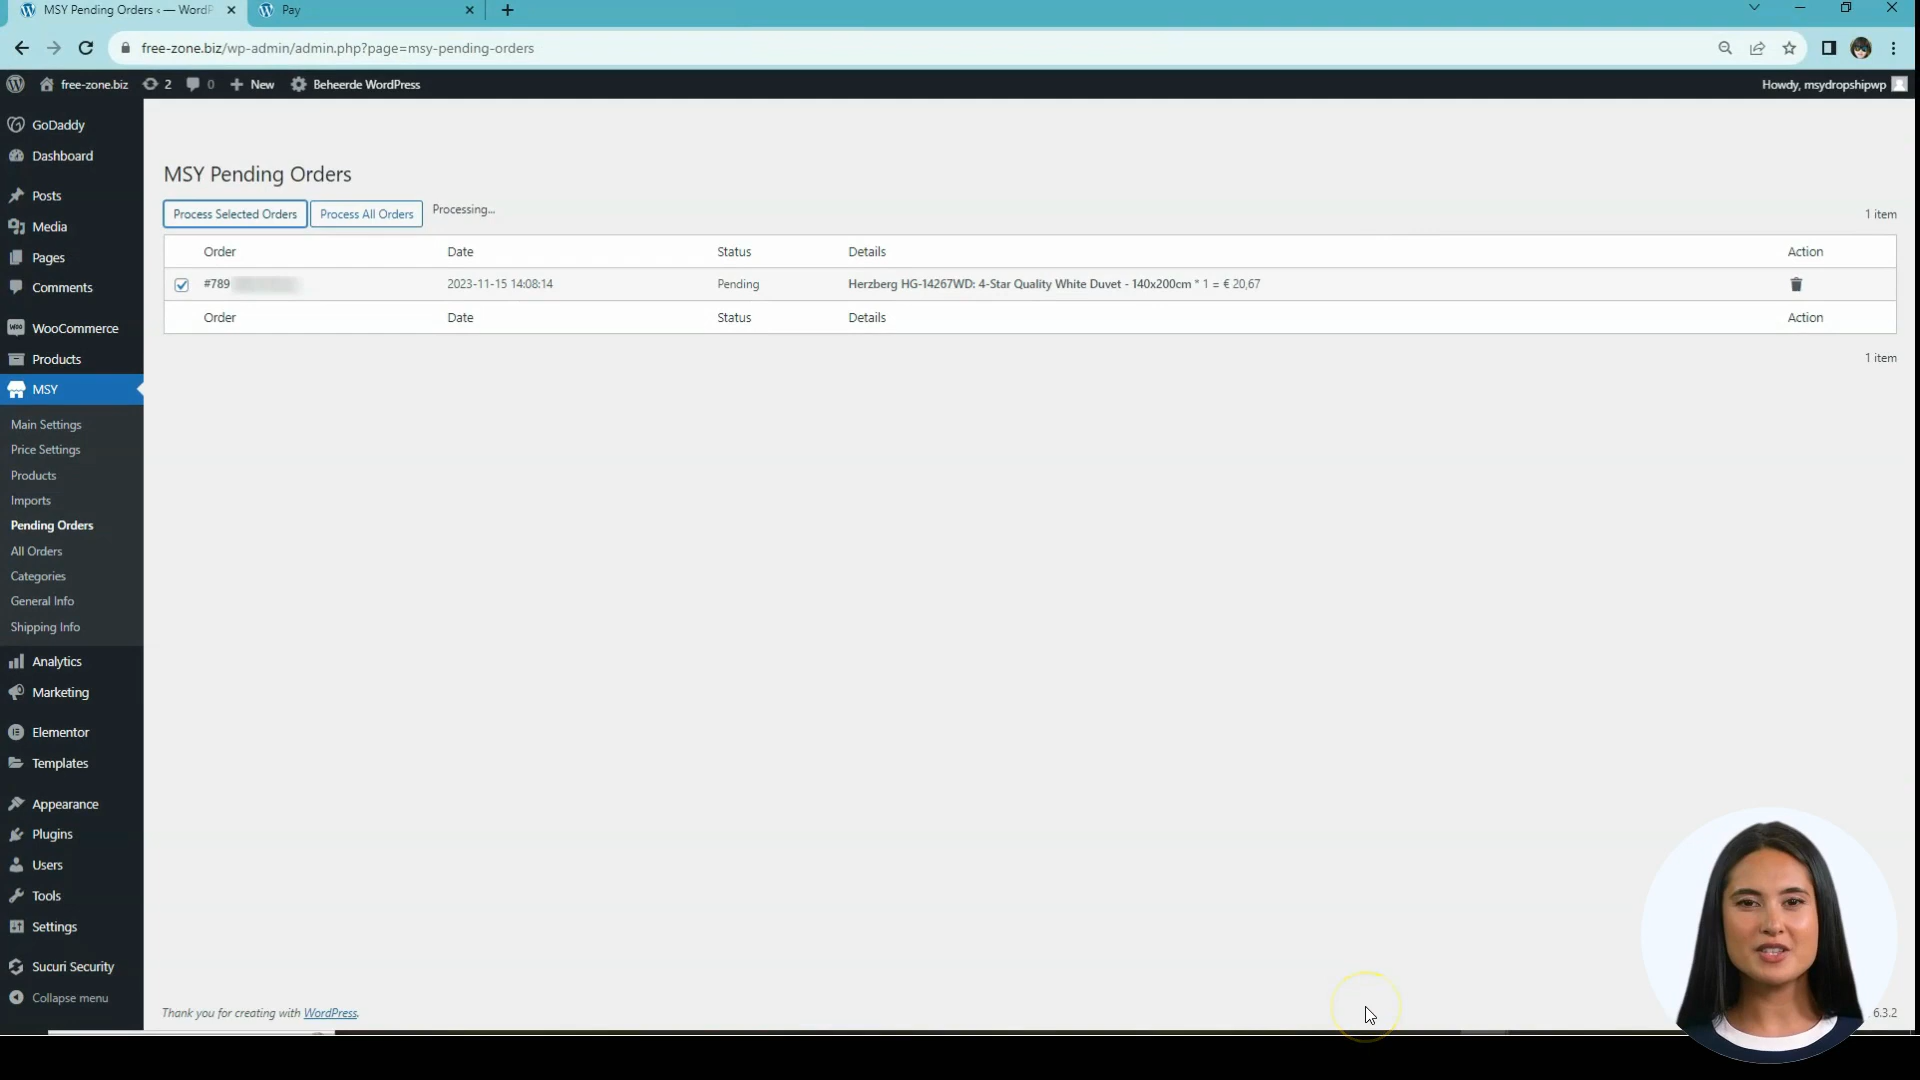 MSY Pending Orders ‹ — WordP
Pay
free-zone.biz/wp-admin/admin.php?page=msy-pending-orders
free-zone.biz
2
0
New
Beheerde WordPress
Howdy, msydropshipwp
GoDaddy
Dashboard
Posts
Media
Pages
Comments
WooCommerce
Products
MSY
Main Settings
Price Settings
Products
Imports
Pending Orders
All Orders
Categories
General Info
Shipping Info
Analytics
Marketing
Elementor
Templates
Appearance
Plugins
Users
Tools
Settings
Sucuri Security
Collapse menu
MSY Pending Orders
Process Selected Orders
Process All Orders
Processing...
1 item
Order Date Status Details Action
#789 2023-11-15 14:08:14 Pending Herzberg HG-14267WD: 4-Star Quality White Duvet - 140x200cm * 1 = € 20,67
Order Date Status Details Action
1 item
Thank you for creating with WordPress.
6.3.2